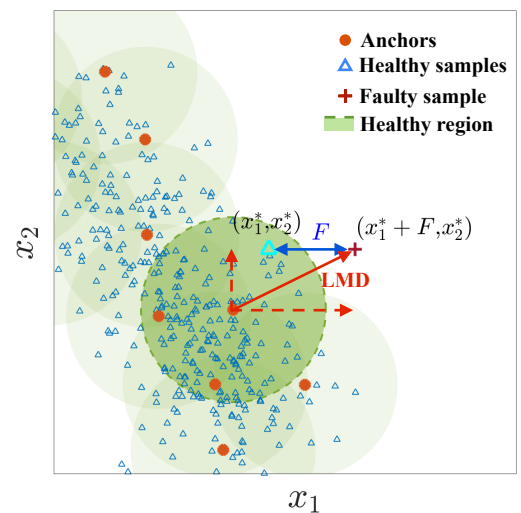 Anchors
Healthy samples
Faulty sample
Healthy region
(x₁*,x₂*)
F
(x₁* + F,x₂*)
LMD
x₂
x₁